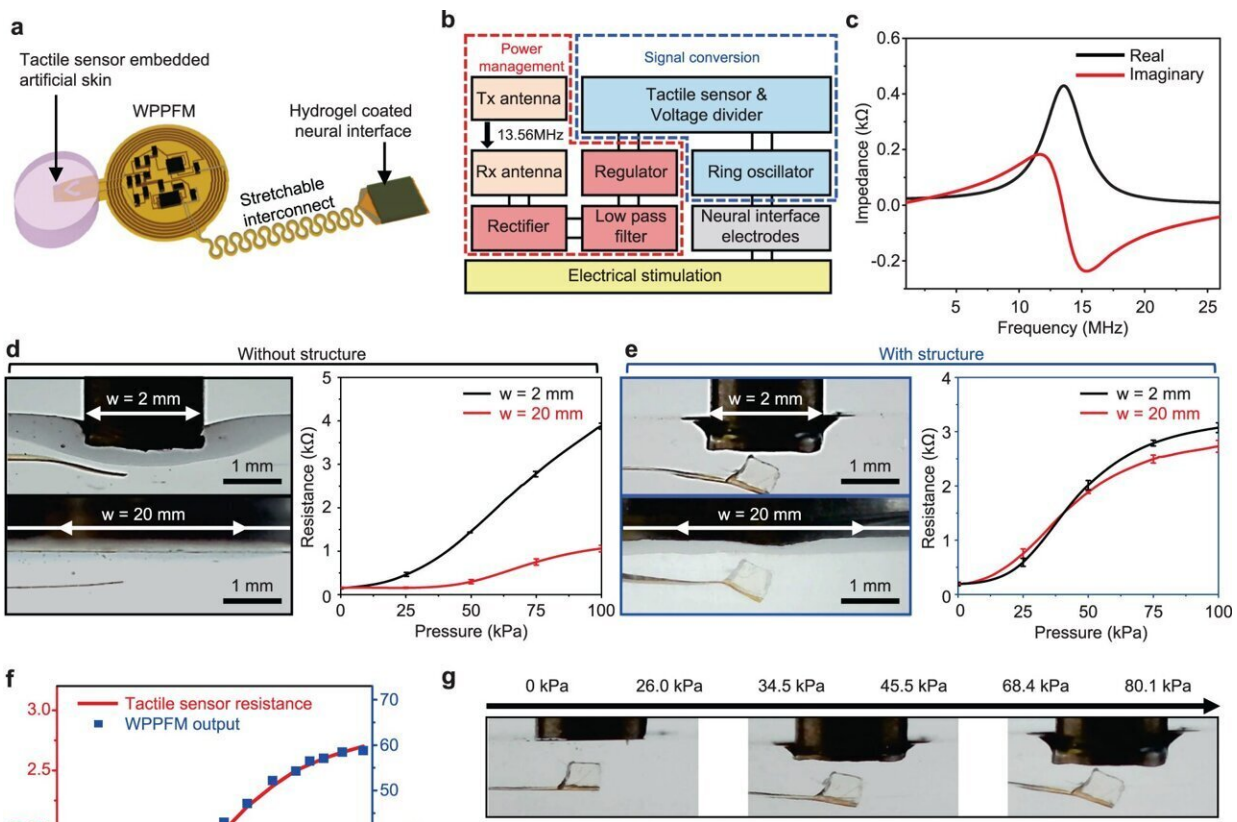 a
Tactile sensor embedded
artificial skin
WPPFM
Hydrogel coated
neural interface
Stretchable
interconnect
b
Power
management
Signal conversion
Tx antenna
Tactile sensor &
Voltage divider
13.56MHz
Rx antenna
Regulator
Ring oscillator
Rectifier
Low pass
filter
Neural interface
electrodes
Electrical stimulation
c
Impedance (kΩ)
0.6
0.4
0.2
0.0
-0.2
Real
Imaginary
5
10
15
20
25
Frequency (MHz)
d
Without structure
w = 2 mm
1 mm
w = 20 mm
1 mm
Resistance (kΩ)
5
4
3
2
1
0
w = 2 mm
w = 20 mm
0
25
50
75
100
Pressure (kPa)
e
With structure
w = 2 mm
1 mm
w = 20 mm
1 mm
Resistance (kΩ)
4
3
2
1
0
w = 2 mm
w = 20 mm
0
25
50
75
100
Pressure (kPa)
f
3.0
2.5
Tactile sensor resistance
WPPFM output
70
60
50
g
0 kPa
26.0 kPa
34.5 kPa
45.5 kPa
68.4 kPa
80.1 kPa